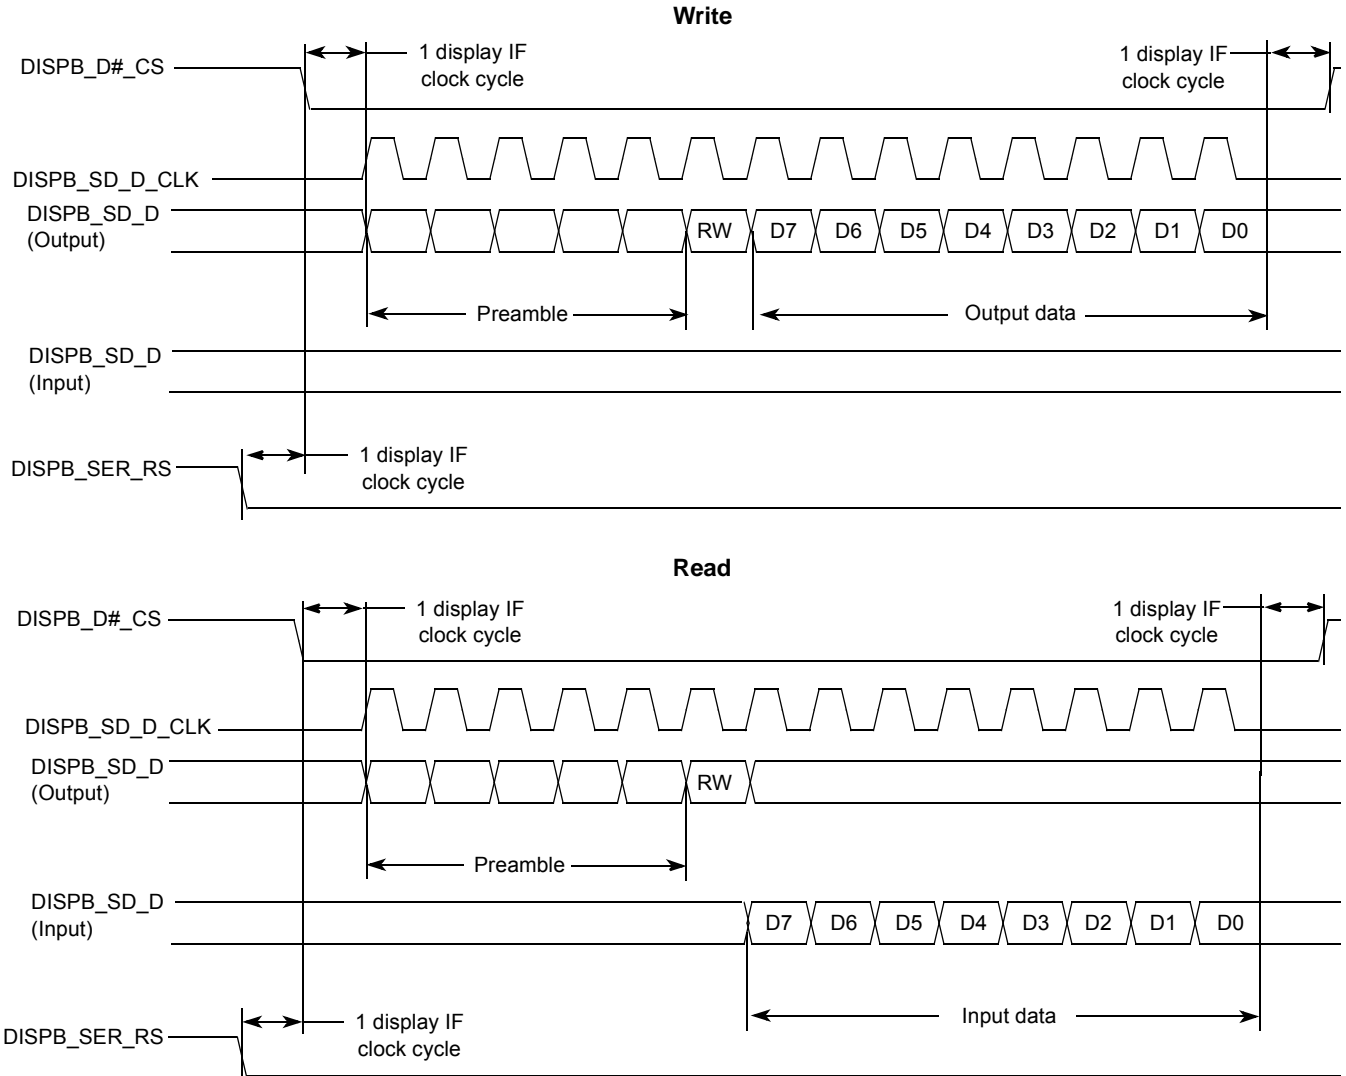 Write
DISPB_D#_CS
1 display IF
clock cycle
1 display IF
clock cycle
DISPB_SD_D_CLK
DISPB_SD_D
(Output)
RW D7 D6 D5 D4 D3 D2 D1 D0
Preamble
Output data
DISPB_SD_D
(Input)
DISPB_SER_RS
1 display IF
clock cycle
Read
DISPB_D#_CS
1 display IF
clock cycle
1 display IF
clock cycle
DISPB_SD_D_CLK
DISPB_SD_D
(Output)
RW
Preamble
DISPB_SD_D
(Input)
D7 D6 D5 D4 D3 D2 D1 D0
Input data
DISPB_SER_RS
1 display IF
clock cycle